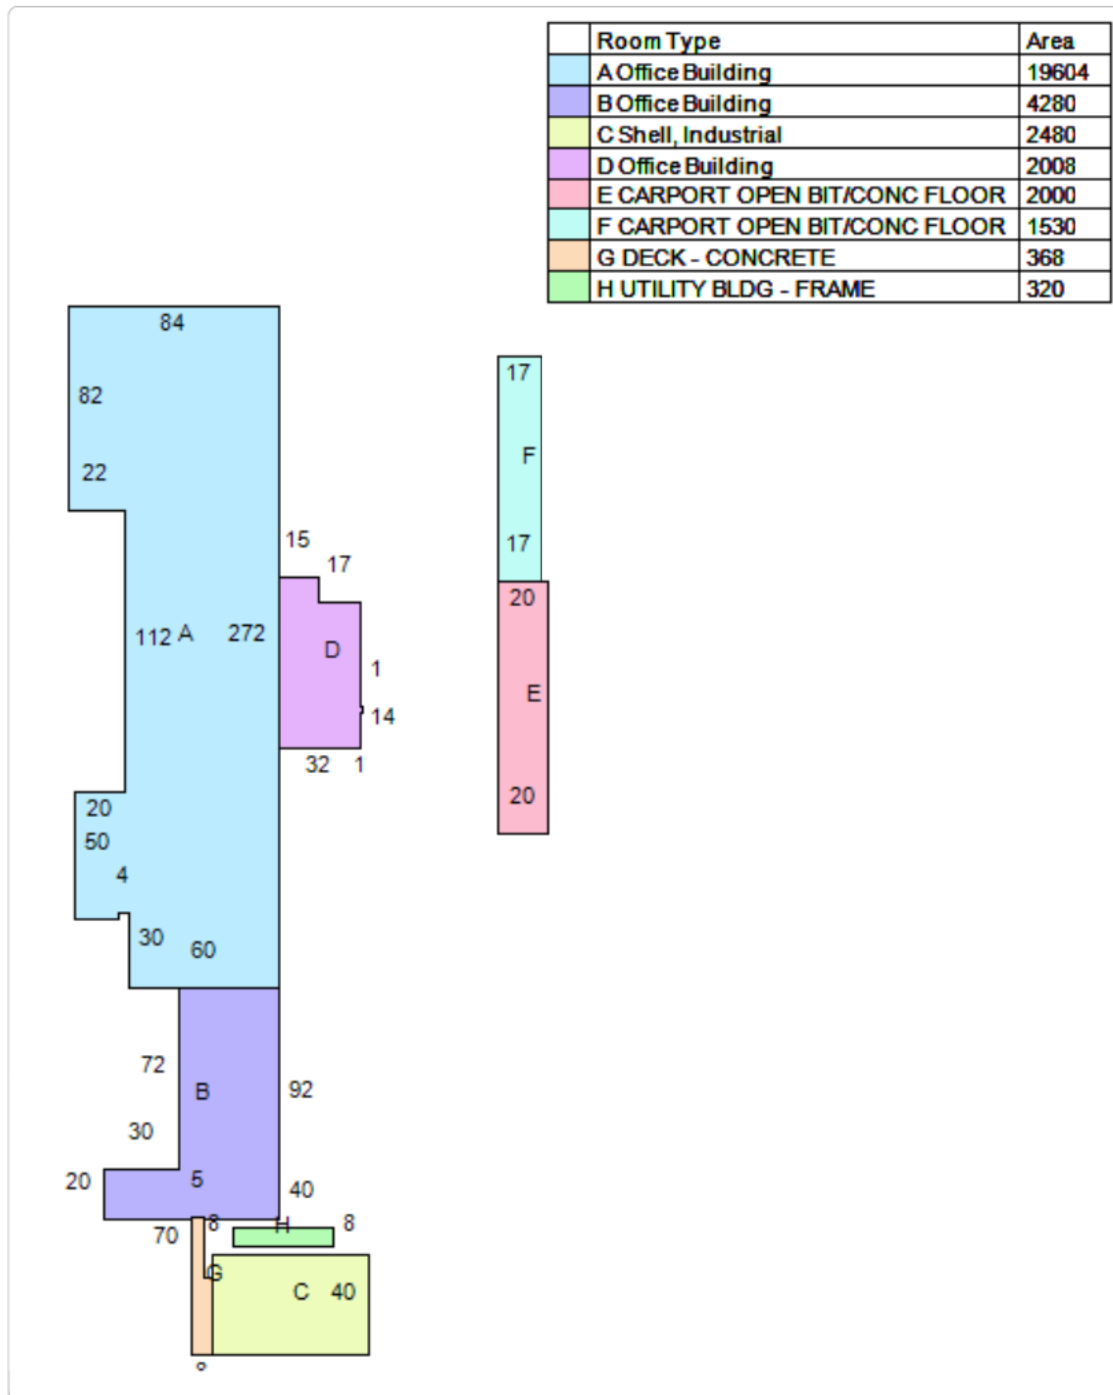 Room Type Area
A Office Building 19604
B Office Building 4280
C Shell, Industrial 2480
D Office Building 2008
E CARPORT OPEN BIT/CONC FLOOR 2000
F CARPORT OPEN BIT/CONC FLOOR 1530
G DECK - CONCRETE 368
H UTILITY BLDG - FRAME 320
84
17
82
F
22
15
17
17
20
112 A 272
D
1
E
14
32 1
20
20
50
4
30 60
72
B
92
30
20
5
40
70
8
H
8
G
C 40